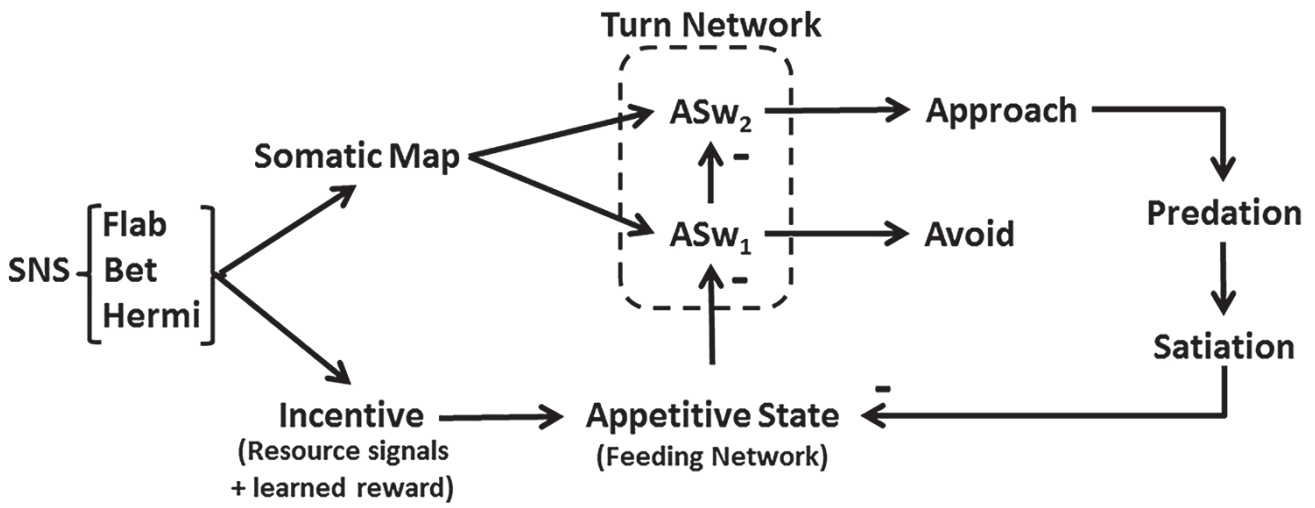 Turn Network
ASw₂
Approach
Somatic Map
-
Flab
SNS
Bet
Hermi
ASw₁
Avoid
Predation
-
Satiation
Incentive
(Resource signals
+ learned reward)
Appetitive State
(Feeding Network)
-